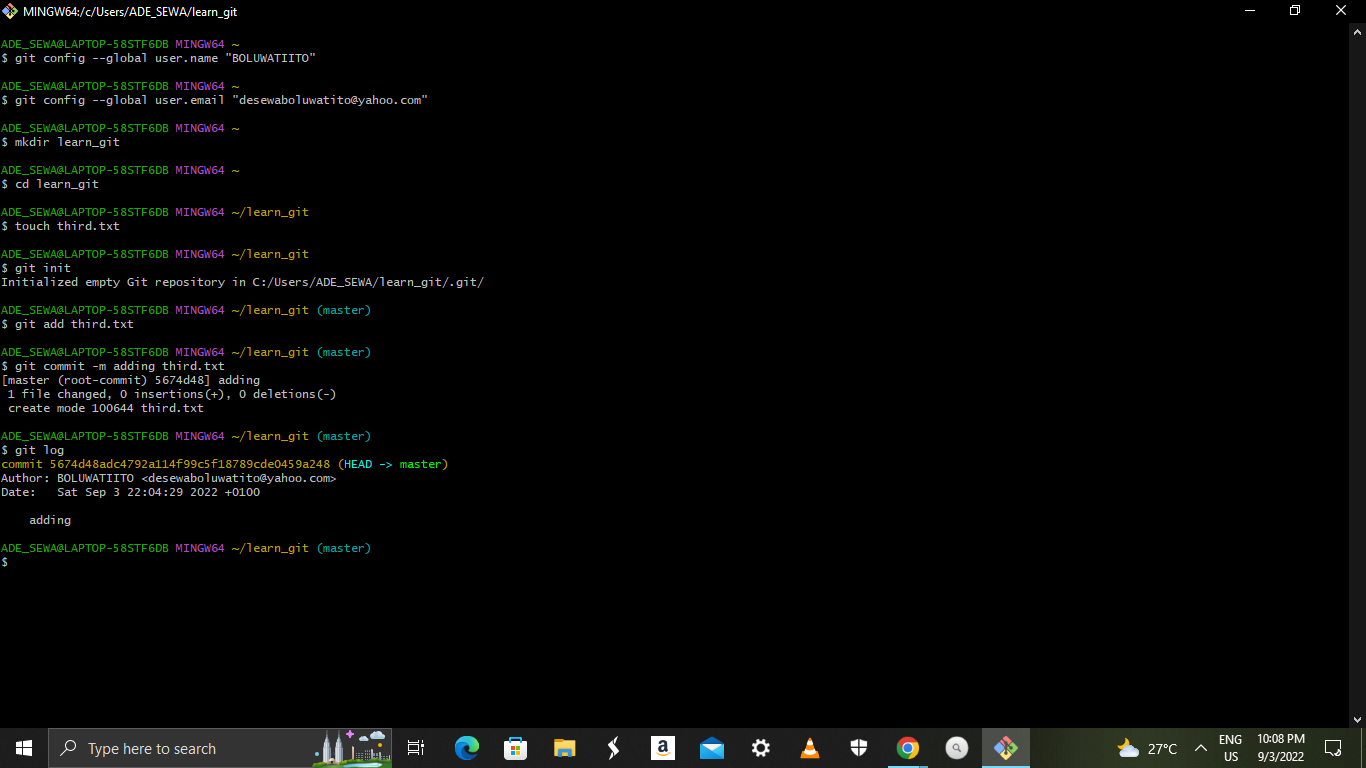 MINGW64:/c/Users/ADE_SEWA/learn_git
ADE_SEWA@LAPTOP-58STF6DB MINGW64 ~
$ git config --global user.name "BOLUWATIITO"
ADE_SEWA@LAPTOP-58STF6DB MINGW64 ~
$ git config --global user.email "desewaboluwatito@yahoo.com"
ADE_SEWA@LAPTOP-58STF6DB MINGW64 ~
$ mkdir learn_git
ADE_SEWA@LAPTOP-58STF6DB MINGW64 ~
$ cd learn_git
ADE_SEWA@LAPTOP-58STF6DB MINGW64 ~/learn_git
$ touch third.txt
ADE_SEWA@LAPTOP-58STF6DB MINGW64 ~/learn_git
$ git init
Initialized empty Git repository in C:/Users/ADE_SEWA/learn_git/.git/
ADE_SEWA@LAPTOP-58STF6DB MINGW64 ~/learn_git (master)
$ git add third.txt
ADE_SEWA@LAPTOP-58STF6DB MINGW64 ~/learn_git (master)
$ git commit -m adding third.txt
[master (root-commit) 5674d48] adding
1 file changed, 0 insertions(+), 0 deletions(-)
create mode 100644 third.txt
ADE_SEWA@LAPTOP-58STF6DB MINGW64 ~/learn_git (master)
$ git log
commit 5674d48adc4792a114f99c5f18789cde0459a248 (HEAD -> master)
Author: BOLUWATIITO <desewaboluwatito@yahoo.com>
Date:   Sat Sep 3 22:04:29 2022 +0100
adding
ADE_SEWA@LAPTOP-58STF6DB MINGW64 ~/learn_git (master)
$
Type here to search
a
27°C
ENG
US
10:08 PM
9/3/2022